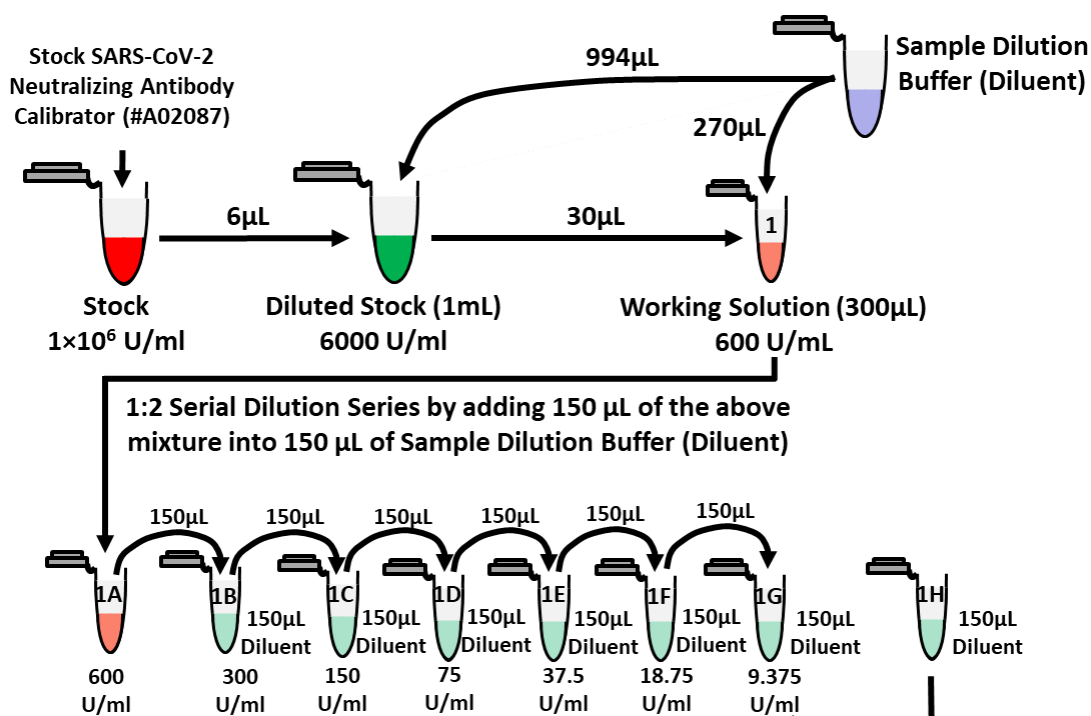 Stock SARS-CoV-2
Neutralizing Antibody
Calibrator (#A02087)
994µL
Sample Dilution
Buffer (Diluent)
270µL
6µL
30µL
1
Stock
1×10⁶ U/ml
Diluted Stock (1mL)
6000 U/ml
Working Solution (300µL)
600 U/mL
1:2 Serial Dilution Series by adding 150 µL of the above
mixture into 150 µL of Sample Dilution Buffer (Diluent)
150µL 150µL 150µL 150µL 150µL 150µL
1A 1B 1C 1D 1E 1F 1G 1H
150µL 150µL 150µL 150µL 150µL 150µL 150µL
Diluent Diluent Diluent Diluent Diluent Diluent Diluent
600 300 150 75 37.5 18.75 9.375
U/ml U/ml U/ml U/ml U/ml U/ml U/ml